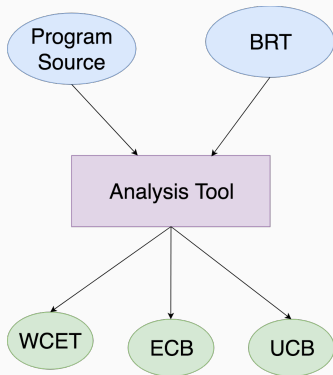 Program
Source
BRT
Analysis Tool
WCET
ECB
UCB